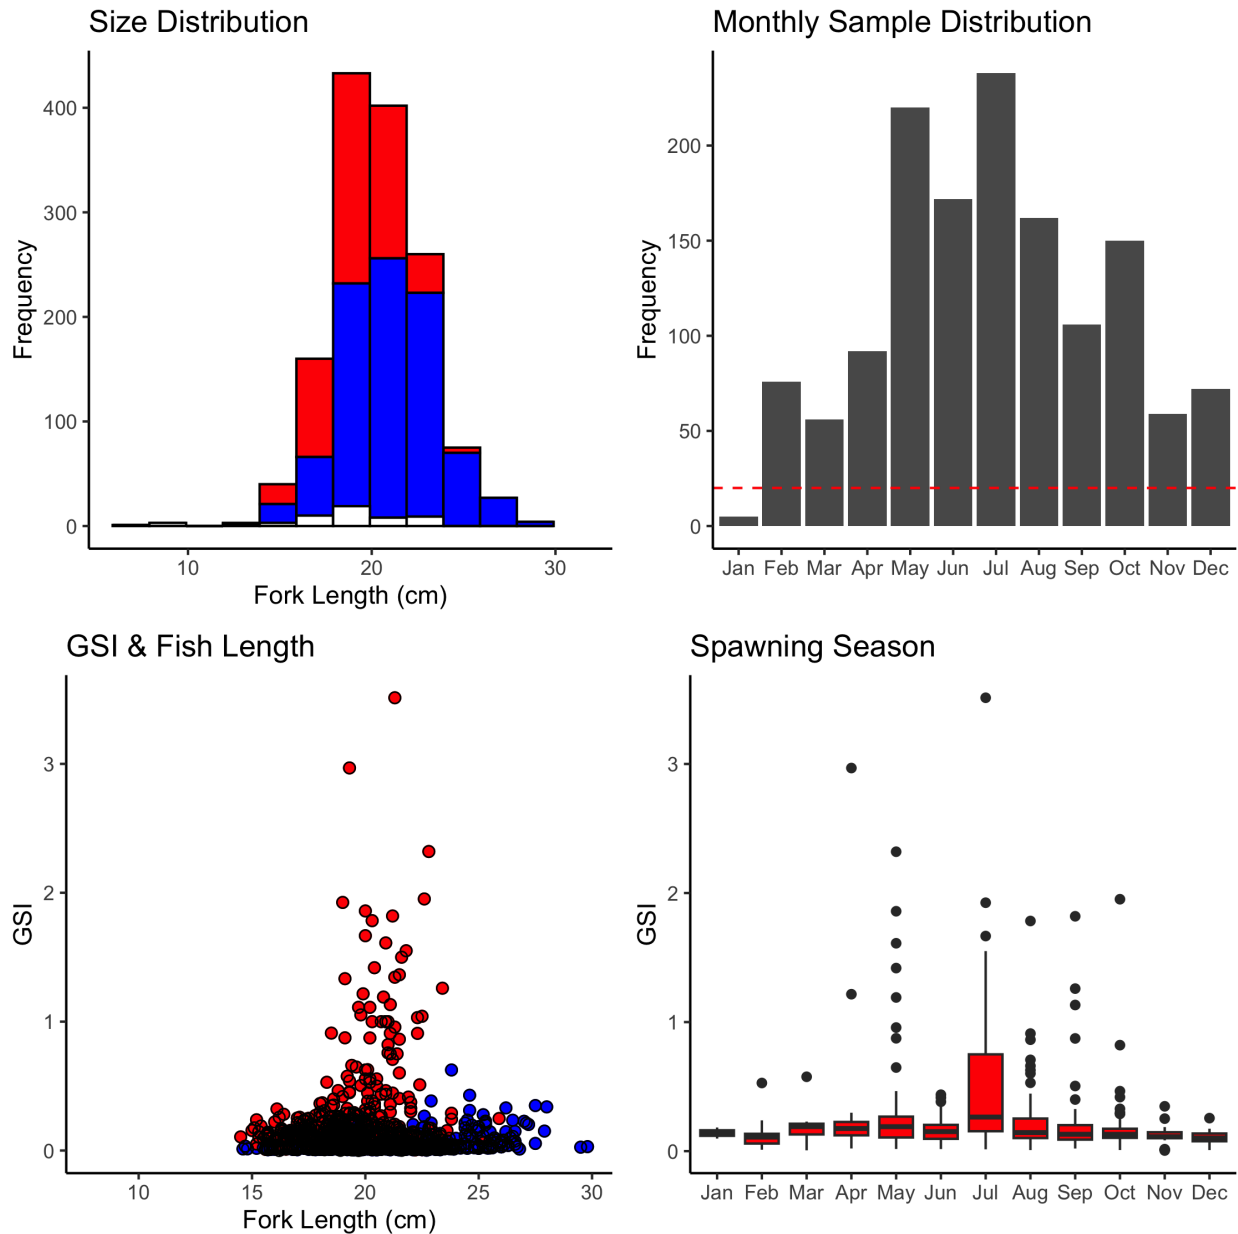 Size Distribution
Frequency
400
300
200
100
0
10 20 30
Fork Length (cm)
Monthly Sample Distribution
Frequency
200
150
100
50
0
Jan Feb Mar Apr May Jun Jul Aug Sep Oct Nov Dec
GSI & Fish Length
GSI
3
2
1
0
10 15 20 25 30
Fork Length (cm)
Spawning Season
GSI
3
2
1
0
Jan Feb Mar Apr May Jun Jul Aug Sep Oct Nov Dec